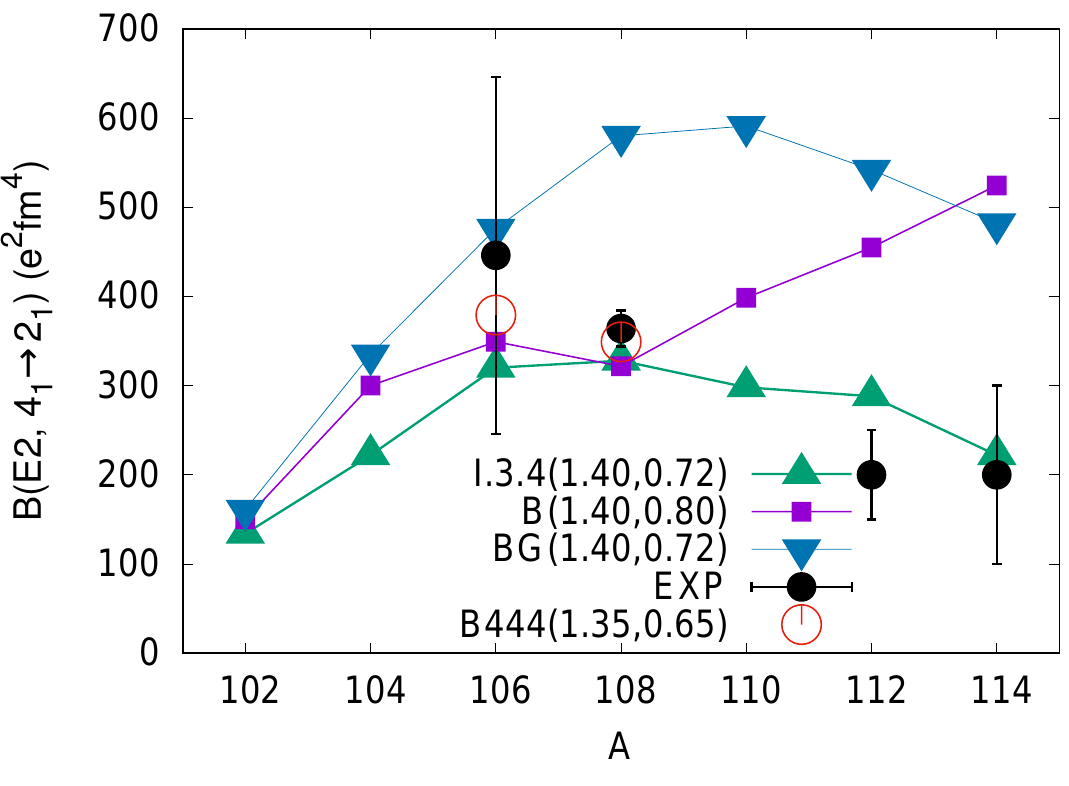 700
600
500
400
300
200
100
0
B(E2, 4₁→2₁) (e²fm⁴)
I.3.4(1.40,0.72)
B(1.40,0.80)
BG(1.40,0.72)
EXP
B444(1.35,0.65)
102 104 106 108 110 112 114
A